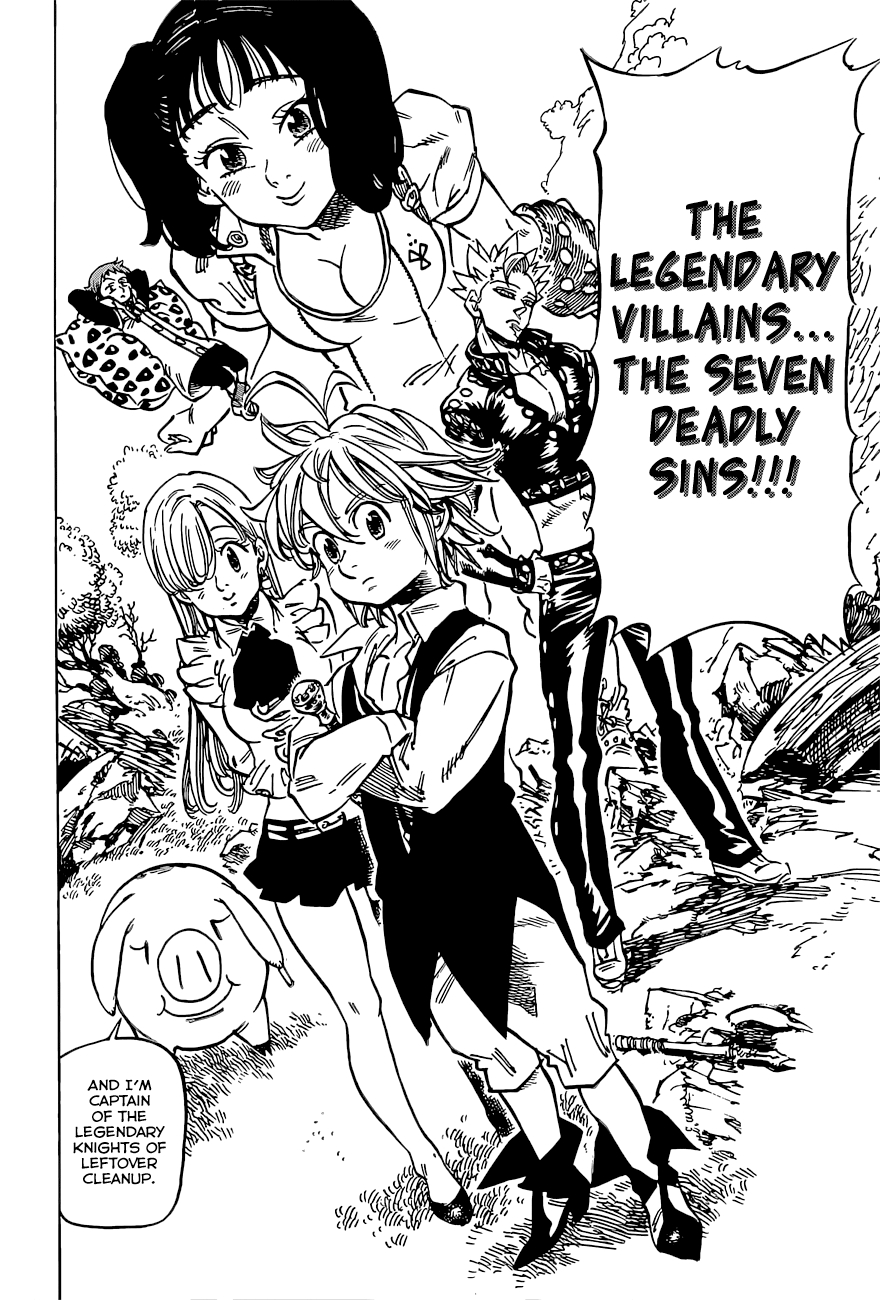 THE
LEGENDARY
VILLAINS...
THE SEVEN
DEADLY
SINS!!!
AND I'M
CAPTAIN
OF THE
LEGENDARY
KNIGHTS OF
LEFTOVER
CLEANUP.